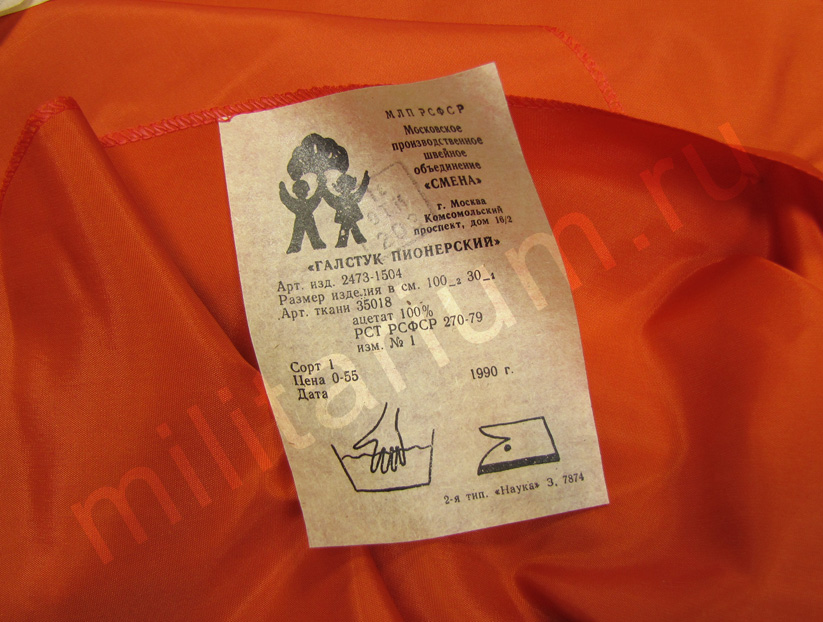 МЛП РСФСР
Московское
производственное
швейное
объединение
«СМЕНА»
г. Москва
Комсомольский
проспект, дом 16/2
«ГАЛСТУК ПИОНЕРСКИЙ»
Арт. изд. 2473-1504
Размер изделия в см. 100_2 30_1
Арт. ткани 35018
ацетат 100%
РСТ РСФСР 270-79
изм. № 1
Сорт 1
Цена 0-55
1990 г.
Дата
2-я тип. «Наука» З. 7874
militarium.ru